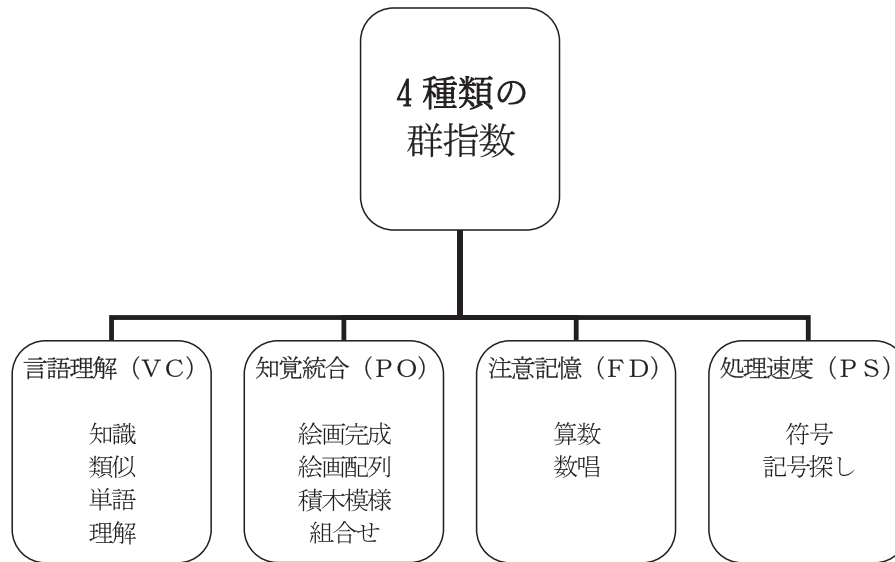 4種類の
群指数
言語理解（ＶＣ）
知識
類似
単語
理解
知覚統合（ＰＯ）
絵画完成
絵画配列
積木模様
組合せ
注意記憶（ＦＤ）
算数
数唱
処理速度（ＰＳ）
符号
記号探し